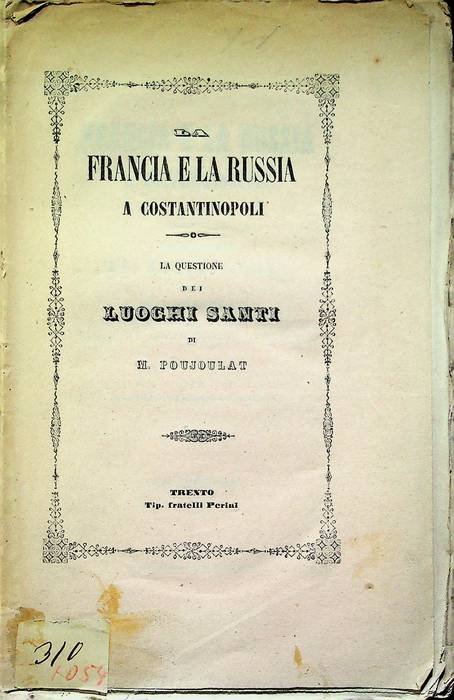 LA
FRANCIA E LA RUSSIA
A COSTANTINOPOLI
LA QUESTIONE
DEI
LUOGHI SANTI
DI
M. POUJOULAT
TRENTO
Tip. fratelli Perini
310
1054